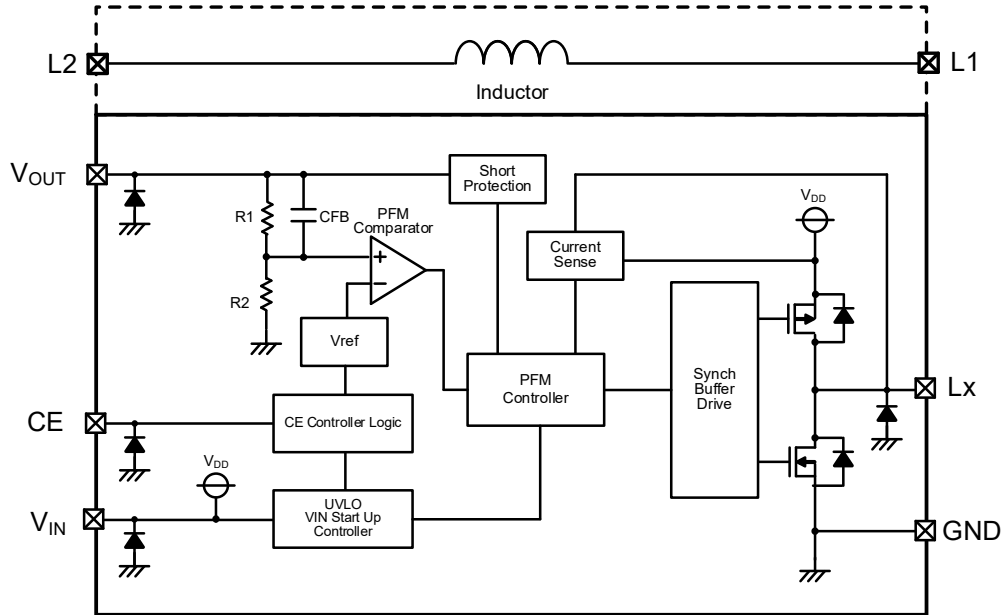 L2
L1
Inductor
VOUT
Short
Protection
VDD
R1
CFB
PFM
Comparator
+
−
Current
Sense
R2
Vref
PFM
Controller
Synch
Buffer
Drive
Lx
CE
CE Controller Logic
VDD
VIN
UVLO
VIN Start Up
Controller
GND